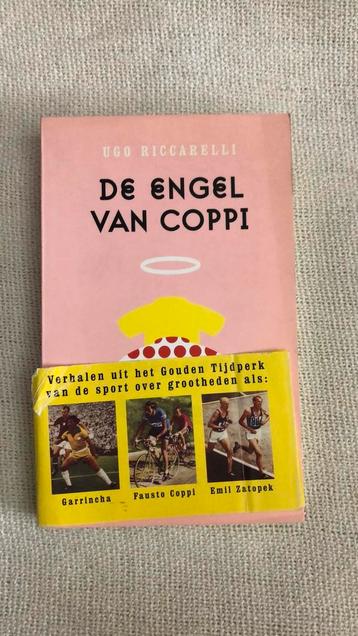 UGO RICCARELLI
DE ENGEL
VAN COPPI
Verhalen uit het Gouden Tijdperk
van de sport over grootheden als:
Garrincha
Fausto Coppi
Emil Zatopek